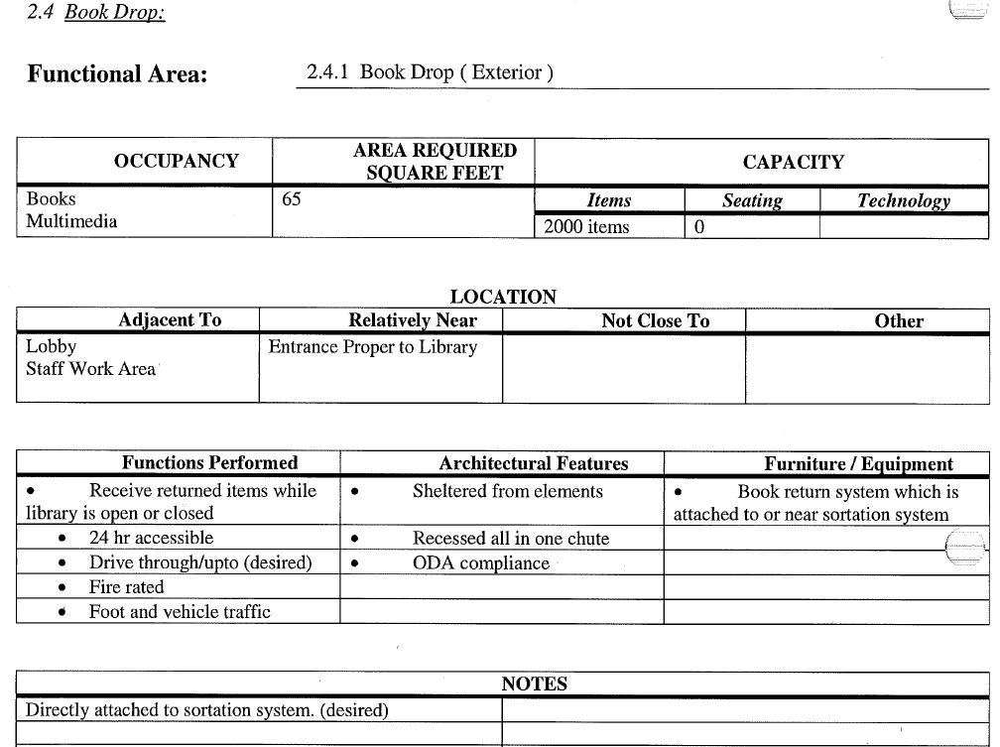 2.4 Book Drop:
Functional Area: 2.4.1 Book Drop ( Exterior )
OCCUPANCY AREA REQUIRED SQUARE FEET CAPACITY
Books 65 Items Seating Technology
Multimedia 2000 items 0
LOCATION
Adjacent To Relatively Near Not Close To Other
Lobby Entrance Proper to Library
Staff Work Area
Functions Performed Architectural Features Furniture / Equipment
• Receive returned items while • Sheltered from elements • Book return system which is
library is open or closed attached to or near sortation system
• 24 hr accessible • Recessed all in one chute
• Drive through/upto (desired) • ODA compliance
• Fire rated
• Foot and vehicle traffic
NOTES
Directly attached to sortation system. (desired)